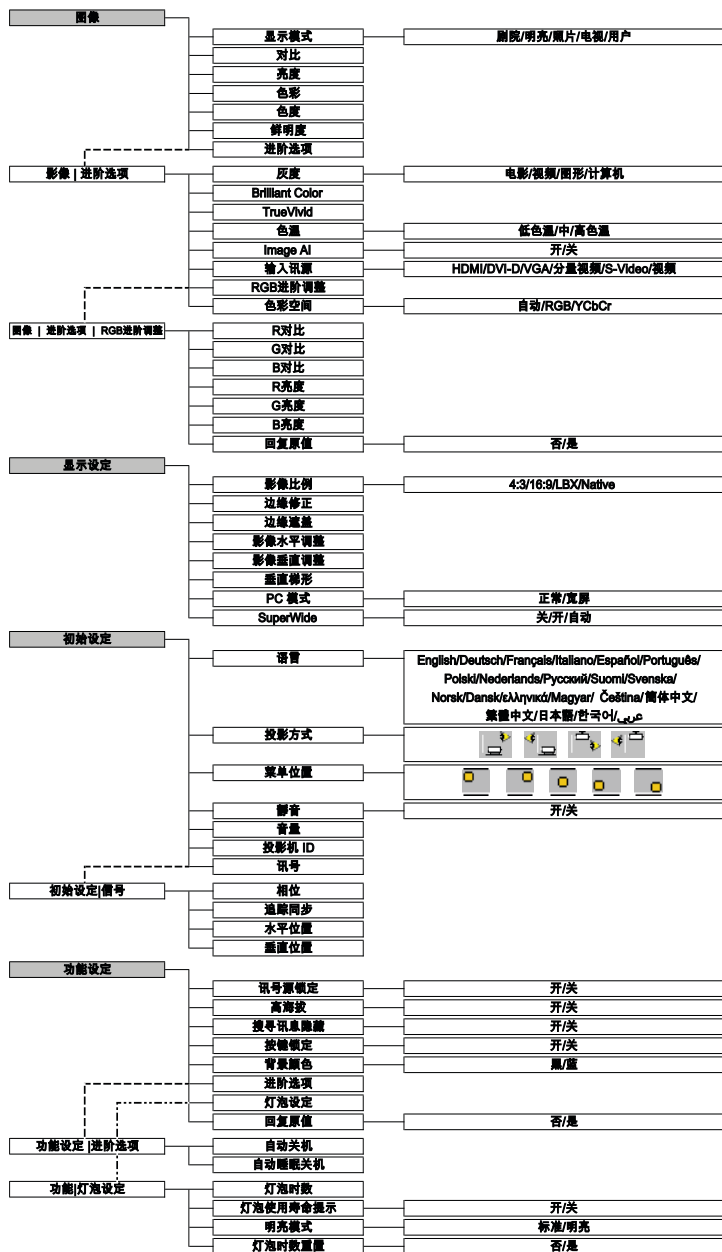 图像
显示模式 剧院/明亮/照片/电视/用户
对比
亮度
色彩
色度
鲜明度
进阶选项
影像 | 进阶选项 灰度 电影/视频/图形/计算机
Brilliant Color
TrueVivid
色温 低色温/中/高色温
Image AI 开/关
输入讯源 HDMI/DVI-D/VGA/分量视频/S-Video/视频
RGB进阶调整
色彩空间 自动/RGB/YCbCr
图像 | 进阶选项 | RGB进阶调整 R对比
G对比
B对比
R亮度
G亮度
B亮度
回复原值 否/是
显示设定
影像比例 4:3/16:9/LBX/Native
边缘修正
边缘遮盖
影像水平调整
影像垂直调整
垂直梯形
PC 模式 正常/宽屏
SuperWide 关/开/自动
初始设定
语言 English/Deutsch/Français/Italiano/Español/Português/
Polski/Nederlands/Русский/Suomi/Svenska/
Norsk/Dansk/ελληνικά/Magyar/ Čeština/简体中文/
繁體中文/日本語/한국어/عربي
投影方式
菜单位置
静音 开/关
音量
投影机 ID
讯号
初始设定|信号 相位
追踪同步
水平位置
垂直位置
功能设定
讯号源锁定 开/关
高海拔 开/关
搜寻讯息隐藏 开/关
按键锁定 开/关
背景颜色 黑/蓝
进阶选项
灯泡设定
回复原值 否/是
功能设定 |进阶选项 自动关机
自动睡眠关机
功能|灯泡设定 灯泡时数
灯泡使用寿命提示 开/关
明亮模式 标准/明亮
灯泡时数重置 否/是